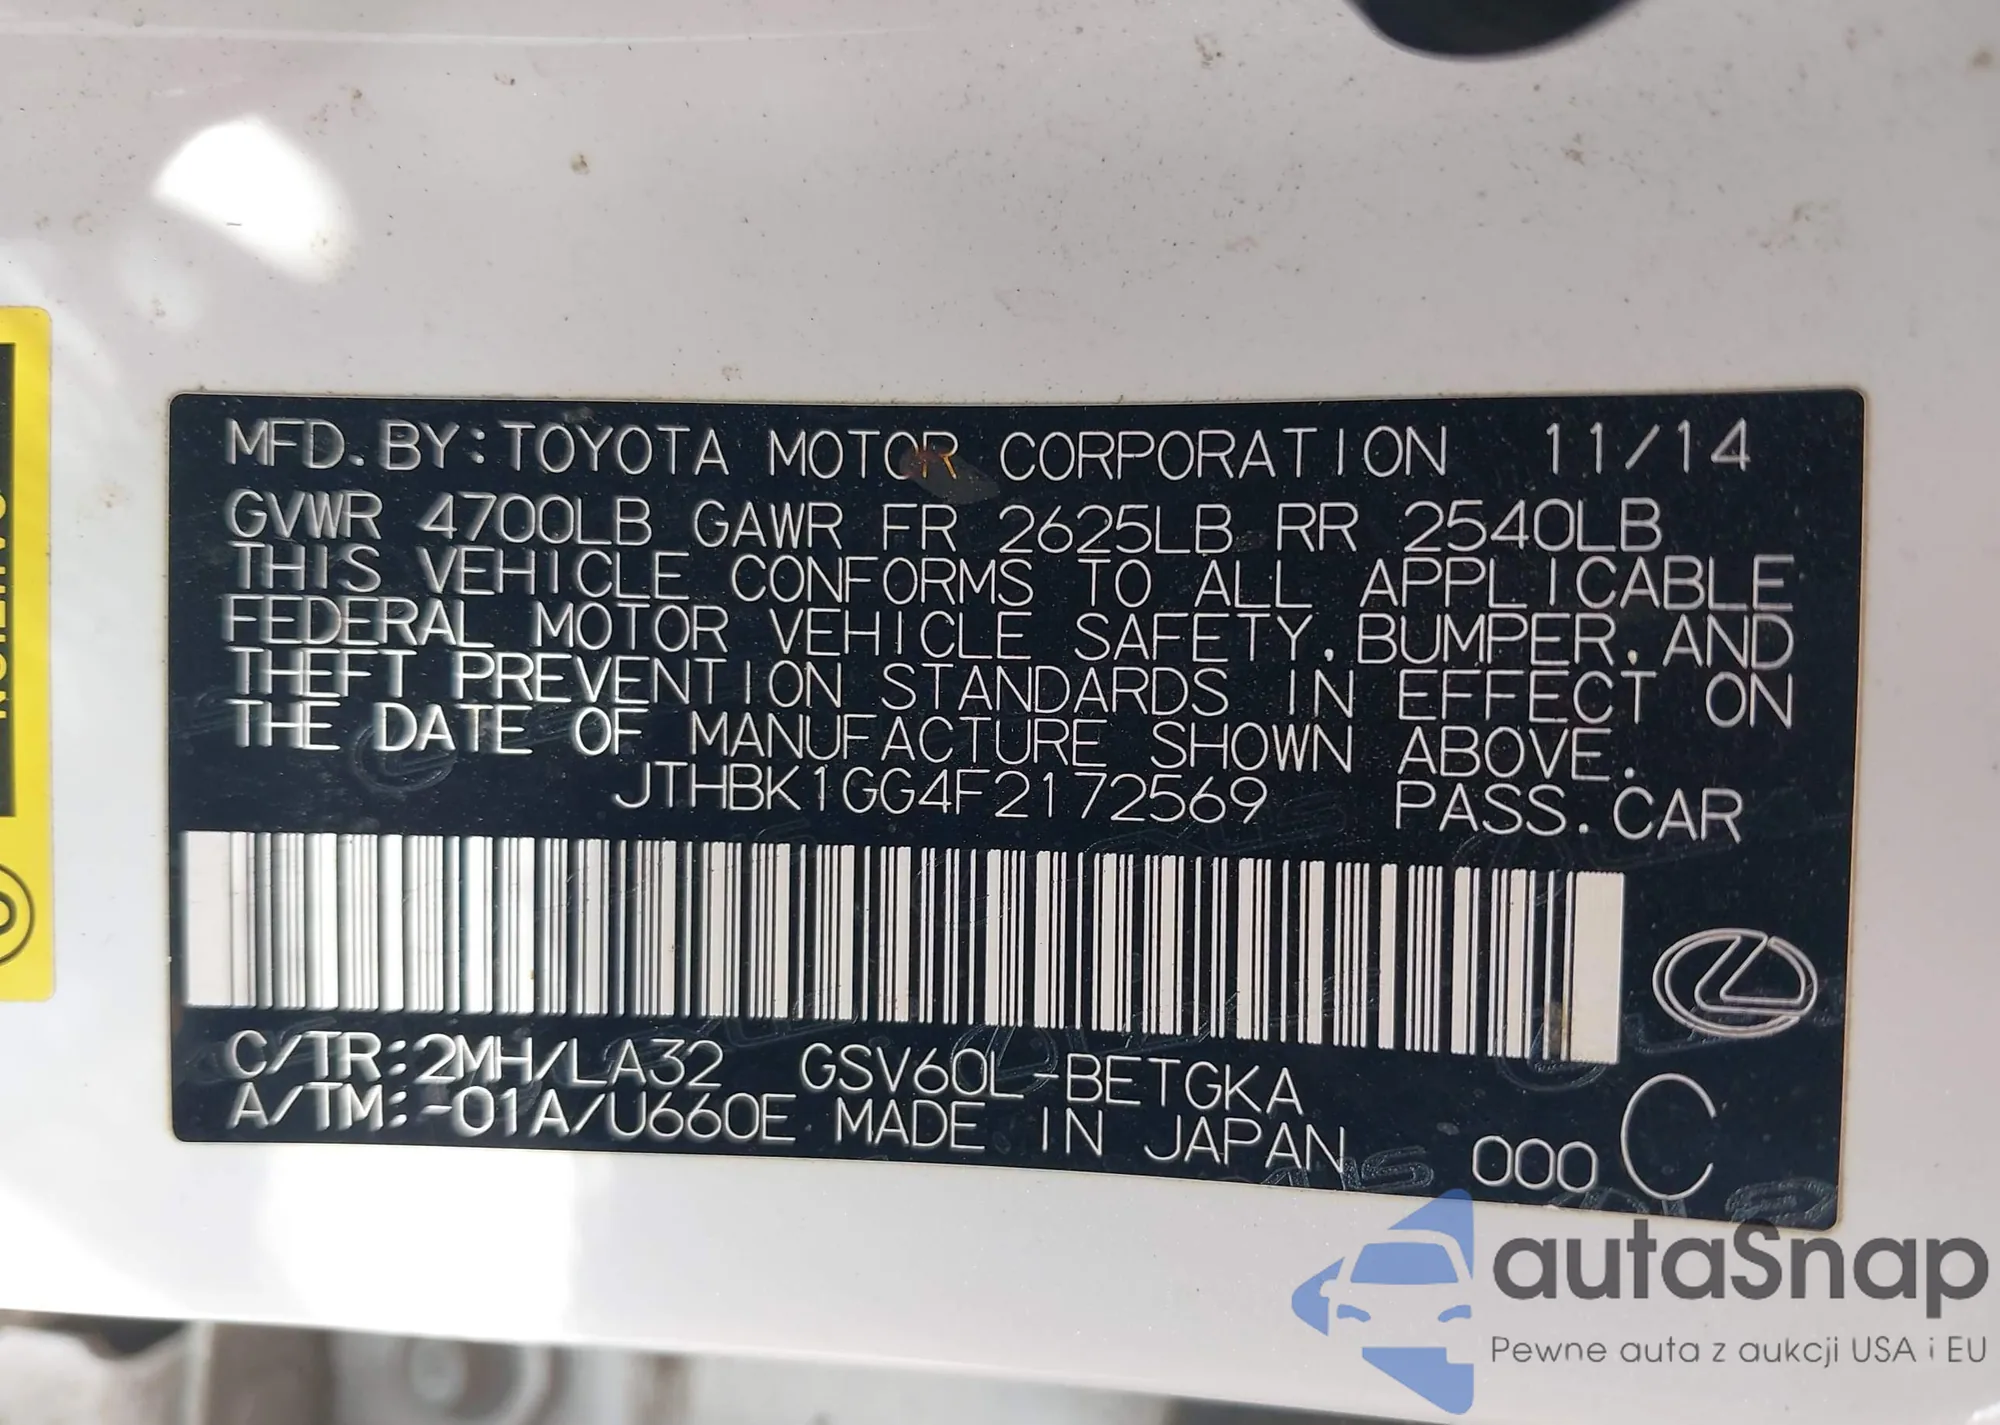 MFD. BY: TOYOTA MOTOR CORPORATION 11/14
GVWR 4700LB GAWR FR 2625LB RR 2540LB
THIS VEHICLE CONFORMS TO ALL APPLICABLE
FEDERAL MOTOR VEHICLE SAFETY, BUMPER, AND
THEFT PREVENTION STANDARDS IN EFFECT ON
THE DATE OF MANUFACTURE SHOWN ABOVE.
JTHBK1GG4F2172569 PASS. CAR
C/TR:2MH/LA32 GSV60L-BETGKA
A/TM:-01A/U660E MADE IN JAPAN 000 C
autoSnap
Pewne auta z aukcji USA i EU